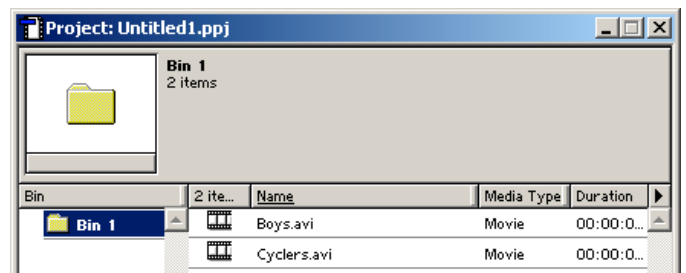 Project: Untitled1.ppj
Bin 1
2 items
Bin 2 ite... Name Media Type Duration
Bin 1 Boys.avi Movie 00:00:0...
Cyclers.avi Movie 00:00:0...